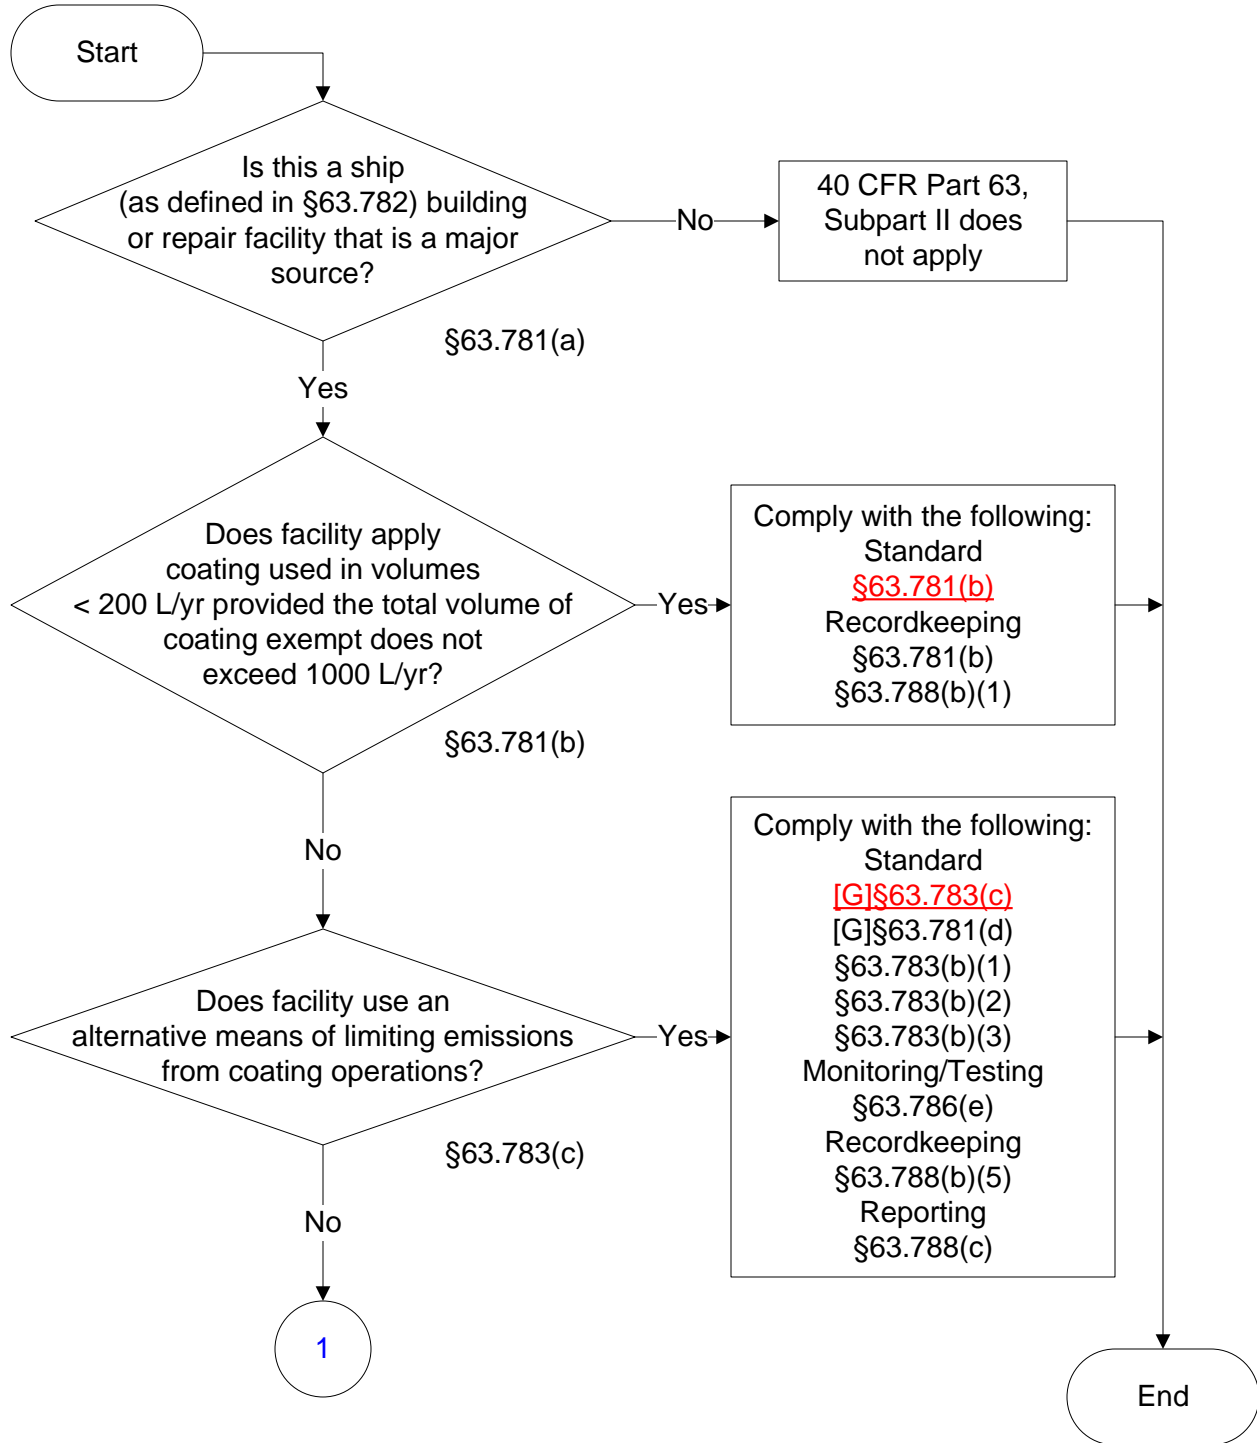 Start
Is this a ship
(as defined in §63.782) building
or repair facility that is a major
source?
§63.781(a)
No
40 CFR Part 63,
Subpart II does
not apply
Yes
Does facility apply
coating used in volumes
< 200 L/yr provided the total volume of
coating exempt does not
exceed 1000 L/yr?
§63.781(b)
Yes
Comply with the following:
Standard
§63.781(b)
Recordkeeping
§63.781(b)
§63.788(b)(1)
No
Does facility use an
alternative means of limiting emissions
from coating operations?
§63.783(c)
Yes
Comply with the following:
Standard
[G]§63.783(c)
[G]§63.781(d)
§63.783(b)(1)
§63.783(b)(2)
§63.783(b)(3)
Monitoring/Testing
§63.786(e)
Recordkeeping
§63.788(b)(5)
Reporting
§63.788(c)
No
1
End